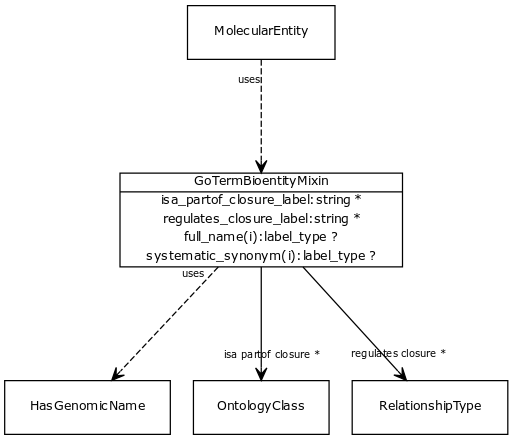 MolecularEntity
uses
GoTermBioentityMixin
isa_partof_closure_label:string *
regulates_closure_label:string *
full_name(i):label_type ?
systematic_synonym(i):label_type ?
uses
isa partof closure *
regulates closure *
HasGenomicName
OntologyClass
RelationshipType